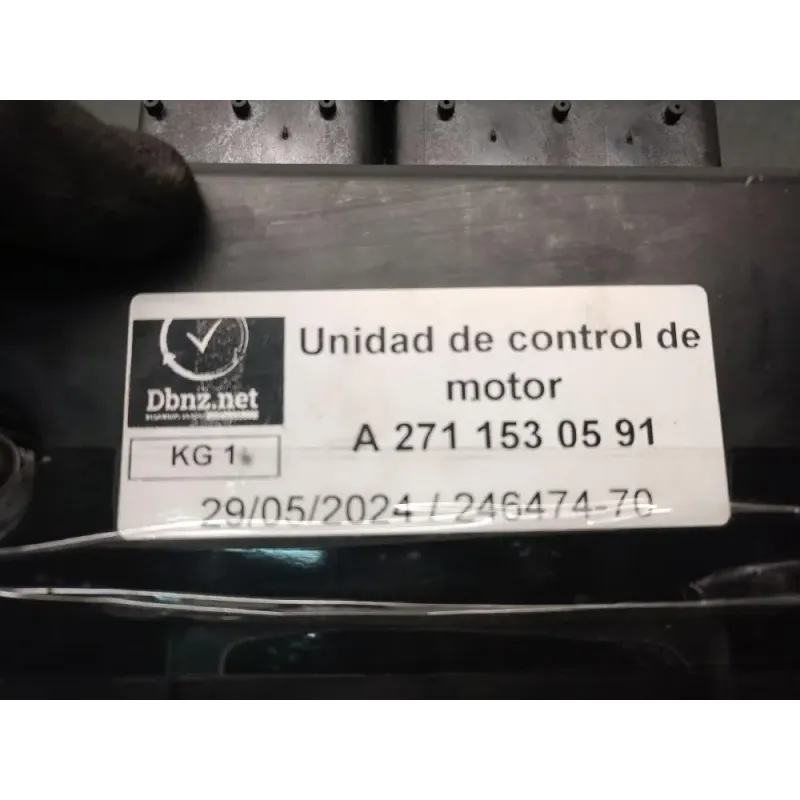 Dbnz.net
Unidad de control de
motor
A 271 153 05 91
KG 1
29/05/2024 / 246474-70